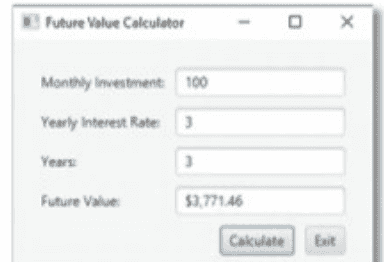 Future Value Calculator
Monthly Investment: 100
Yearly Interest Rate: 3
Years: 3
Future Value: $3,771.46
Calculate Exit